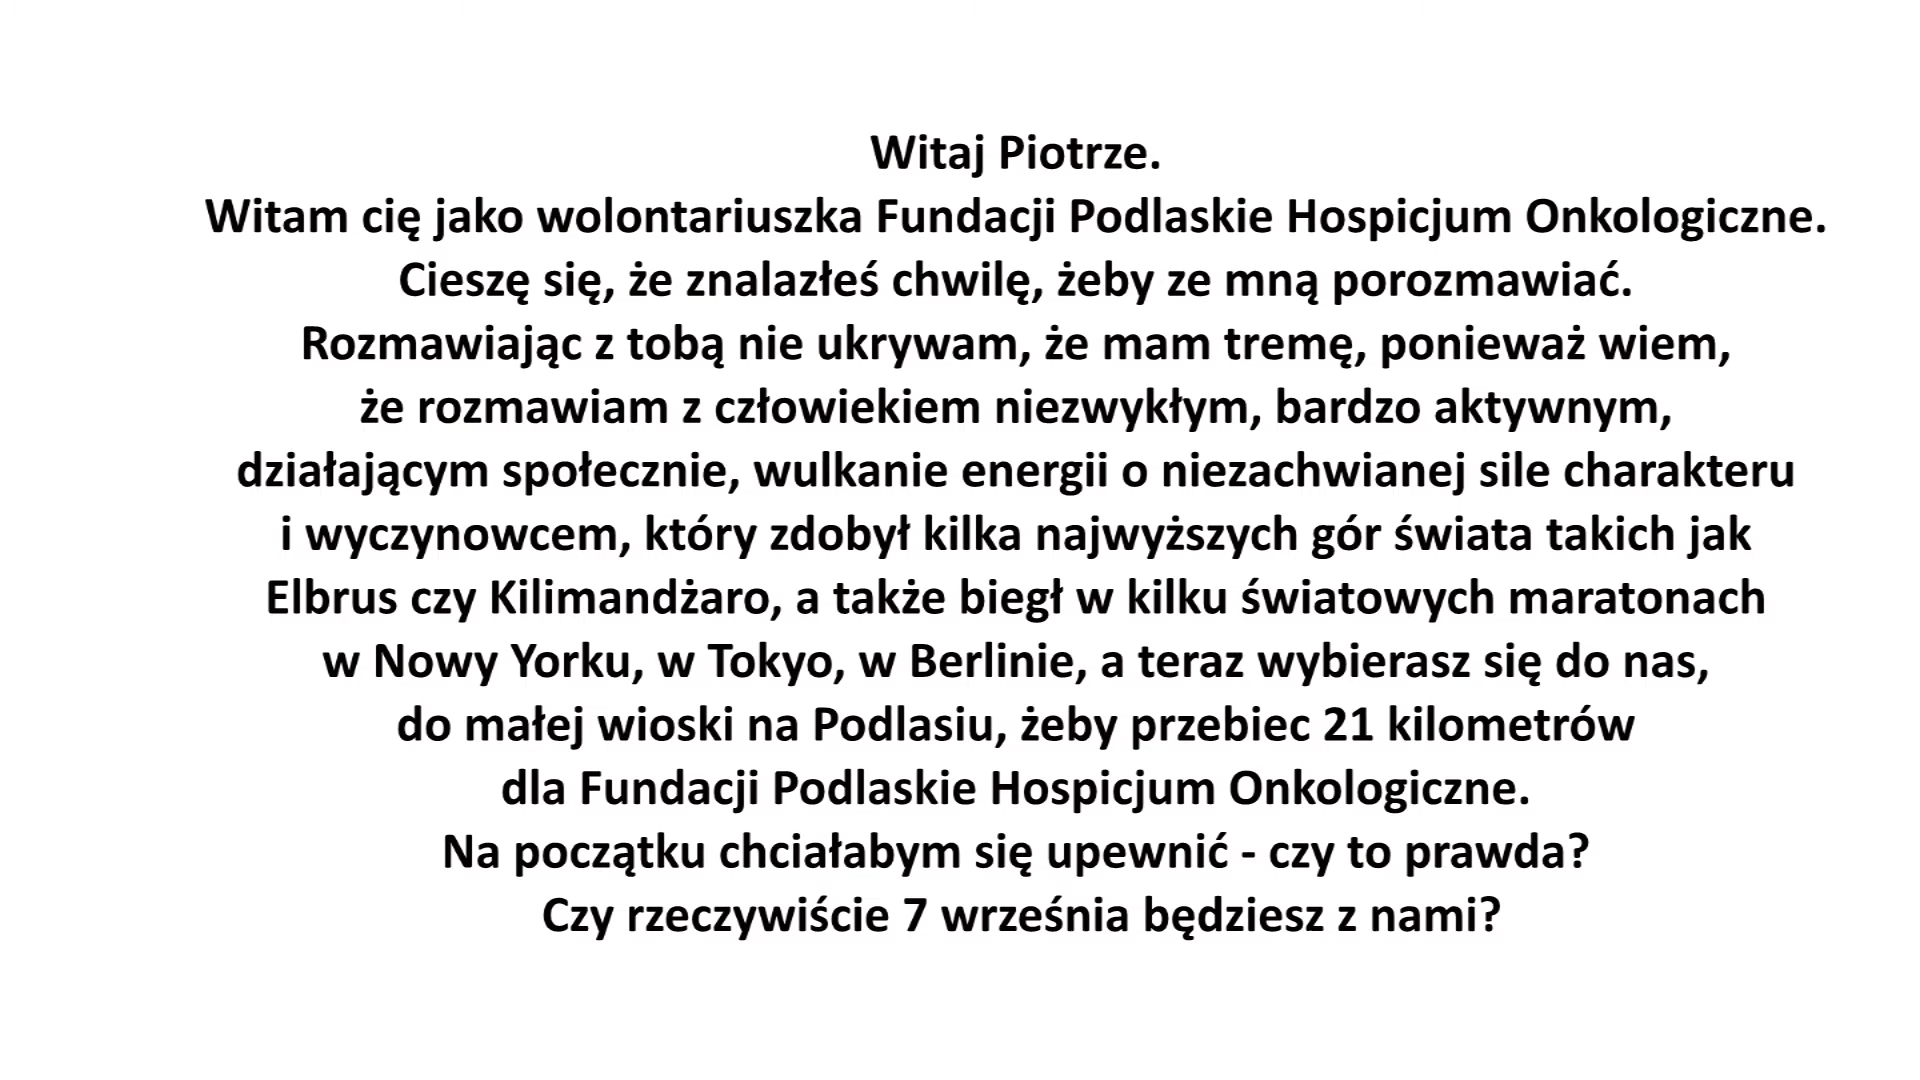 Witaj Piotrze.
Witam cię jako wolontariuszka Fundacji Podlaskie Hospicjum Onkologiczne.
Cieszę się, że znalazłeś chwilę, żeby ze mną porozmawiać.
Rozmawiając z tobą nie ukrywam, że mam tremę, ponieważ wiem,
że rozmawiam z człowiekiem niezwykłym, bardzo aktywnym,
działającym społecznie, wulkanie energii o niezachwianej sile charakteru
i wyczynowcem, który zdobył kilka najwyższych gór świata takich jak
Elbrus czy Kilimandżaro, a także biegł w kilku światowych maratonach
w Nowy Yorku, w Tokyo, w Berlinie, a teraz wybierasz się do nas,
do małej wioski na Podlasiu, żeby przebiec 21 kilometrów
dla Fundacji Podlaskie Hospicjum Onkologiczne.
Na początku chciałabym się upewnić - czy to prawda?
Czy rzeczywiście 7 września będziesz z nami?